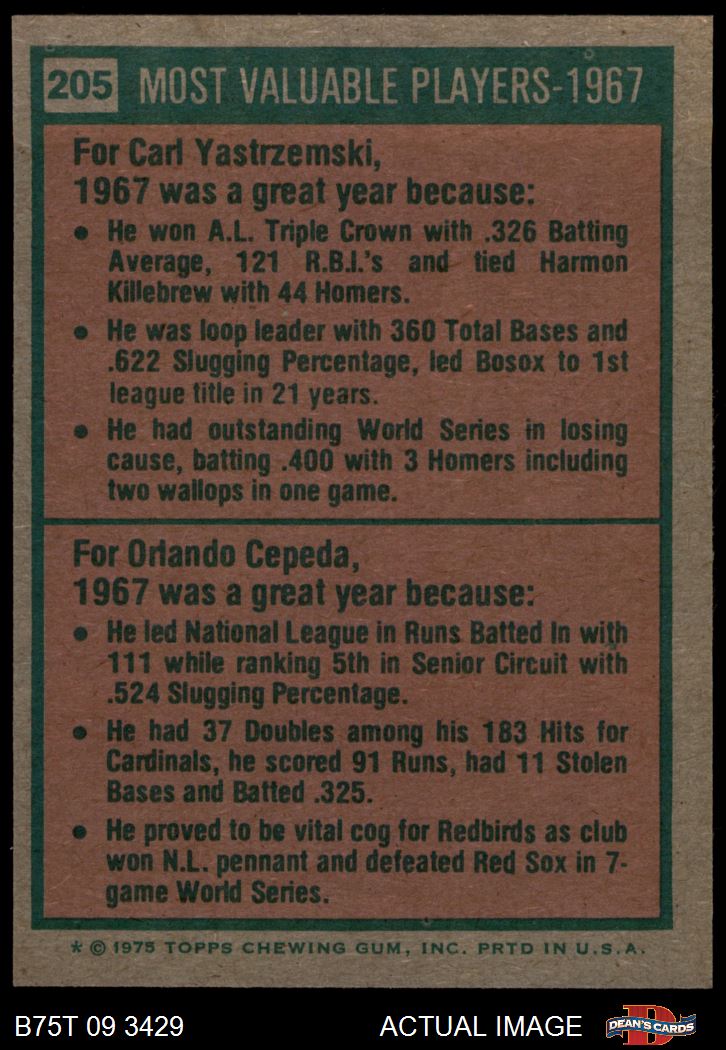 205 MOST VALUABLE PLAYERS-1967
For Carl Yastrzemski,
1967 was a great year because:
• He won A.L. Triple Crown with .326 Batting
Average, 121 R.B.I.'s and tied Harmon
Killebrew with 44 Homers.
• He was loop leader with 360 Total Bases and
.622 Slugging Percentage, led Bosox to 1st
league title in 21 years.
• He had outstanding World Series in losing
cause, batting .400 with 3 Homers including
two wallops in one game.
For Orlando Cepeda,
1967 was a great year because:
• He led National League in Runs Batted In with
111 while ranking 5th in Senior Circuit with
.524 Slugging Percentage.
• He had 37 Doubles among his 183 Hits for
Cardinals, he scored 91 Runs, had 11 Stolen
Bases and Batted .325.
• He proved to be vital cog for Redbirds as club
won N.L. pennant and defeated Red Sox in 7-
game World Series.
* © 1975 TOPPS CHEWING GUM, INC. PRTD IN U.S.A.
B75T 09 3429 ACTUAL IMAGE D DEAN'S CARDS